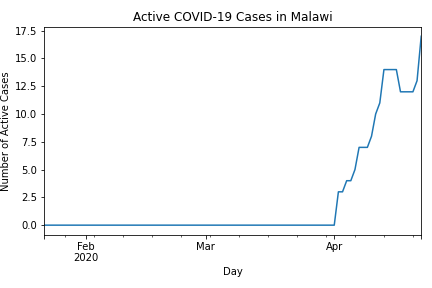 Active COVID-19 Cases in Malawi
Number of Active Cases
17.5
15.0
12.5
10.0
7.5
5.0
2.5
0.0
Feb Mar Apr
2020
Day